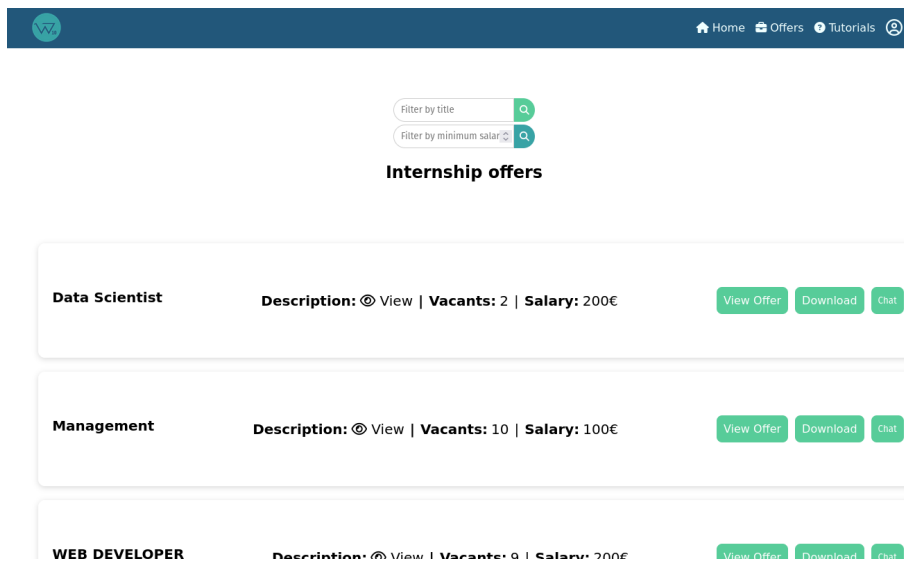 Home Offers Tutorials
Filter by title
Filter by minimum salar
Internship offers
Data Scientist Description: View | Vacants: 2 | Salary: 200€ View Offer Download Chat
Management Description: View | Vacants: 10 | Salary: 100€ View Offer Download Chat
WEB DEVELOPER Description: View | Vacants: 9 | Salary: 200€ View Offer Download Chat